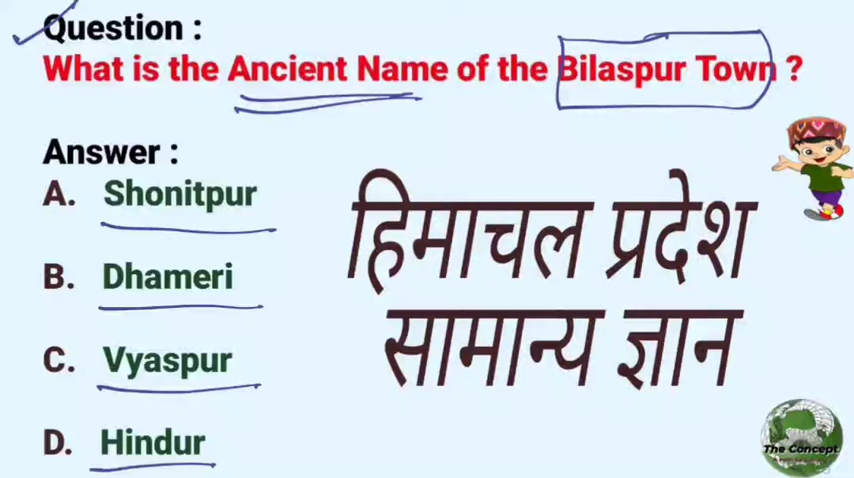 Question :
What is the Ancient Name of the Bilaspur Town ?
Answer :
A. Shonitpur
B. Dhameri
C. Vyaspur
D. Hindur
हिमाचल प्रदेश
सामान्य ज्ञान
The Concept